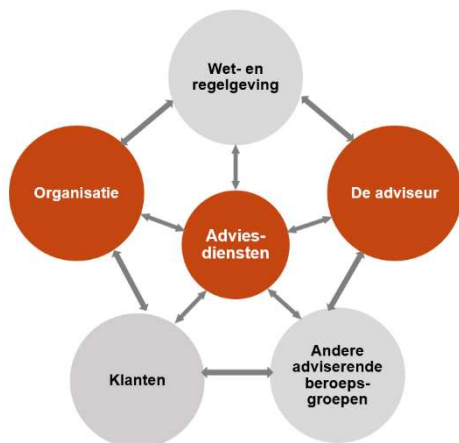 Wet- en
regelgeving
Organisatie
De adviseur
Advies-
diensten
Klanten
Andere
adviserende
beroeps-
groepen